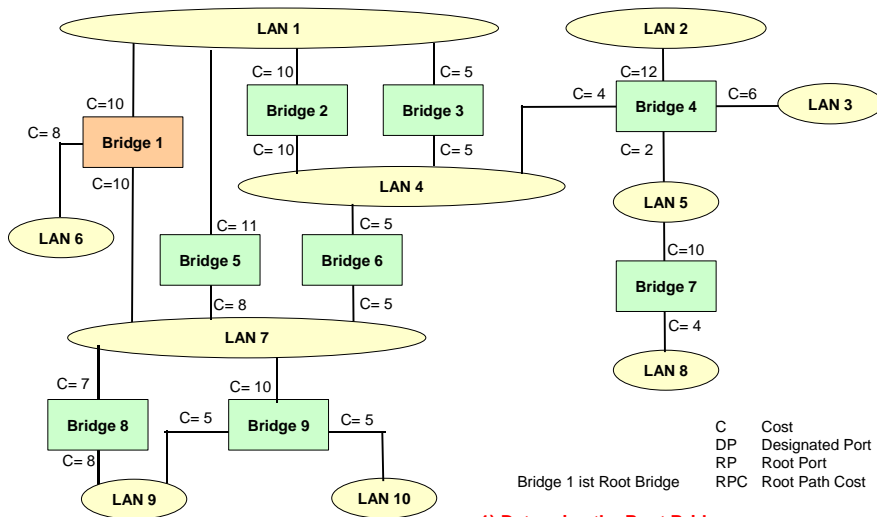 LAN 1
LAN 2
C= 10
C= 5
C=12
C=10
C= 4
C=6
Bridge 2
Bridge 3
Bridge 4
LAN 3
C= 8
Bridge 1
C= 10
C= 5
C= 2
C=10
LAN 4
LAN 5
C= 11
C= 5
LAN 6
C=10
Bridge 5
Bridge 6
Bridge 7
C= 8
C= 5
C= 4
LAN 7
LAN 8
C= 7
C= 10
C= 5
C= 5
Bridge 8
Bridge 9
C Cost
DP Designated Port
C= 8
RP Root Port
Bridge 1 ist Root Bridge
RPC Root Path Cost
LAN 9
LAN 10